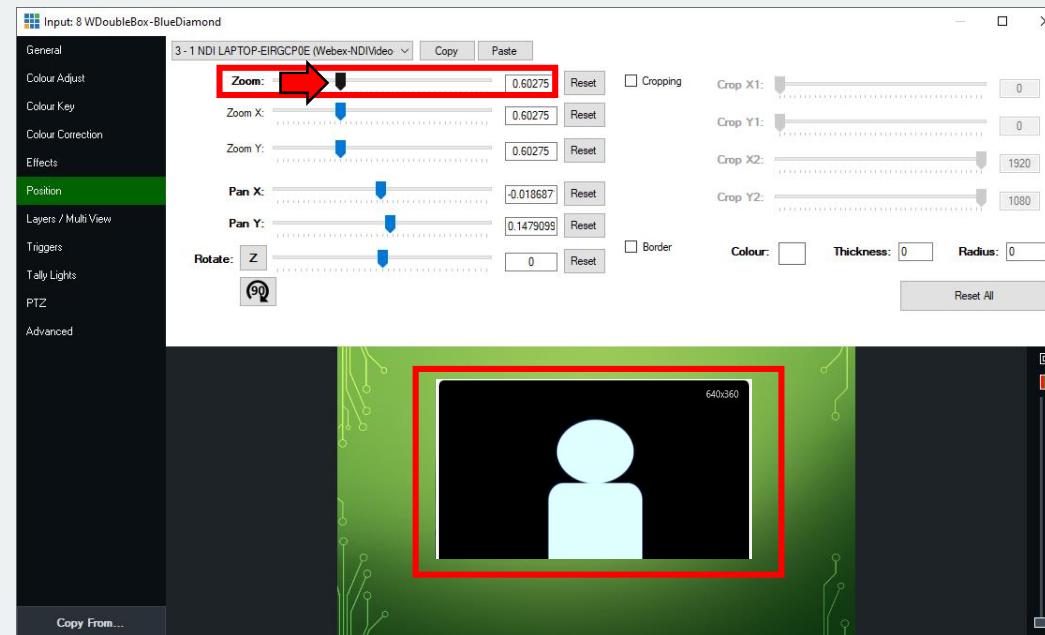 Input: 8 WDoubleBox-BlueDiamond
General
Colour Adjust
Colour Key
Colour Correction
Effects
Position
Layers / Multi View
Triggers
Tally Lights
PTZ
Advanced
Copy From...
3 - 1 NDI LAPTOP-EIRGCP0E (Webex-NDIVideo
Copy
Paste
Zoom: 0.60275 Reset
Zoom X: 0.60275 Reset
Zoom Y: 0.60275 Reset
Pan X: -0.018687 Reset
Pan Y: 0.1479099 Reset
Rotate: Z 0 Reset
90
Cropping
Crop X1: 0
Crop Y1: 0
Crop X2: 1920
Crop Y2: 1080
Border
Colour:
Thickness: 0
Radius: 0
Reset All
640x360